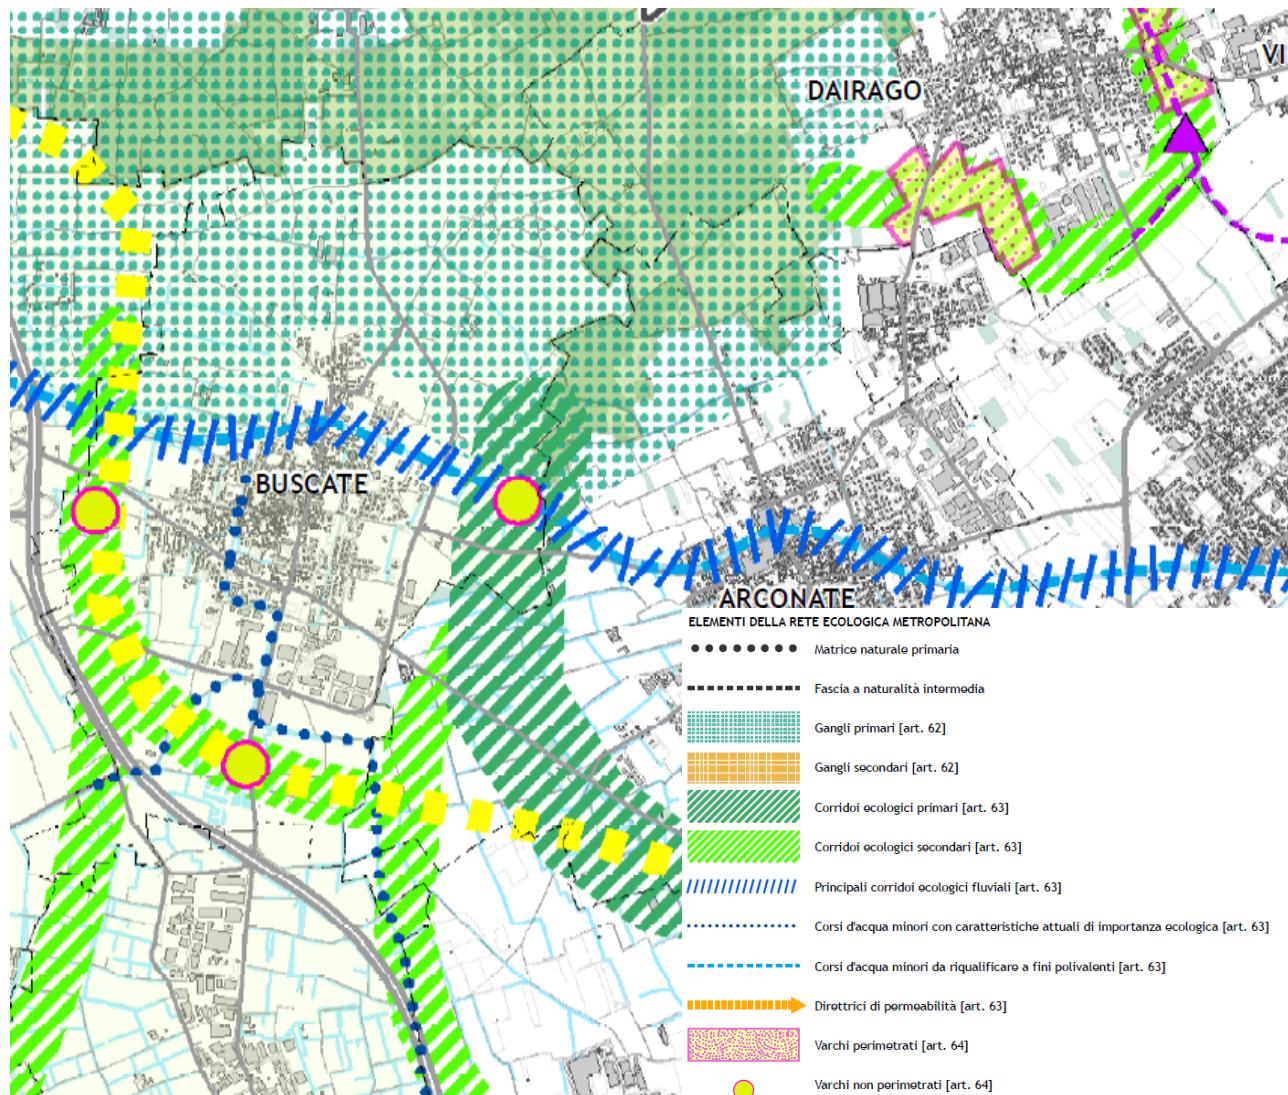 DAIRAGO
VI
BUSCATE
ARCONATE
ELEMENTI DELLA RETE ECOLOGICA METROPOLITANA
Matrice naturale primaria
Fascia a naturalità intermedia
Gangli primari [art. 62]
Gangli secondari [art. 62]
Corridoi ecologici primari [art. 63]
Corridoi ecologici secondari [art. 63]
Principali corridoi ecologici fluviali [art. 63]
Corsi d'acqua minori con caratteristiche attuali di importanza ecologica [art. 63]
Corsi d'acqua minori da riqualificare a fini polivalenti [art. 63]
Direttrici di permeabilità [art. 63]
Varchi perimetrati [art. 64]
Varchi non perimetrati [art. 64]